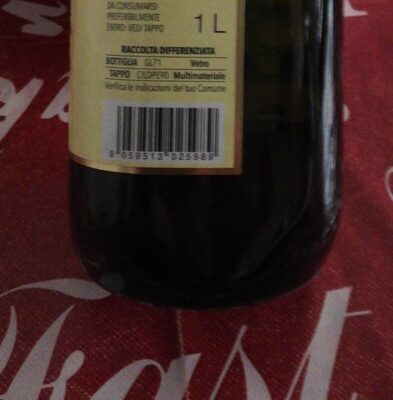 DA CONSUMARSI
PREFERIBILMENTE
ENTRO: VEDI TAPPO
1 L
RACCOLTA DIFFERENZIATA
BOTTIGLIA GL71 Vetro
TAPPO C/LDPE90 Multimateriale
Verifica le indicazioni del tuo Comune
8 059513 025989